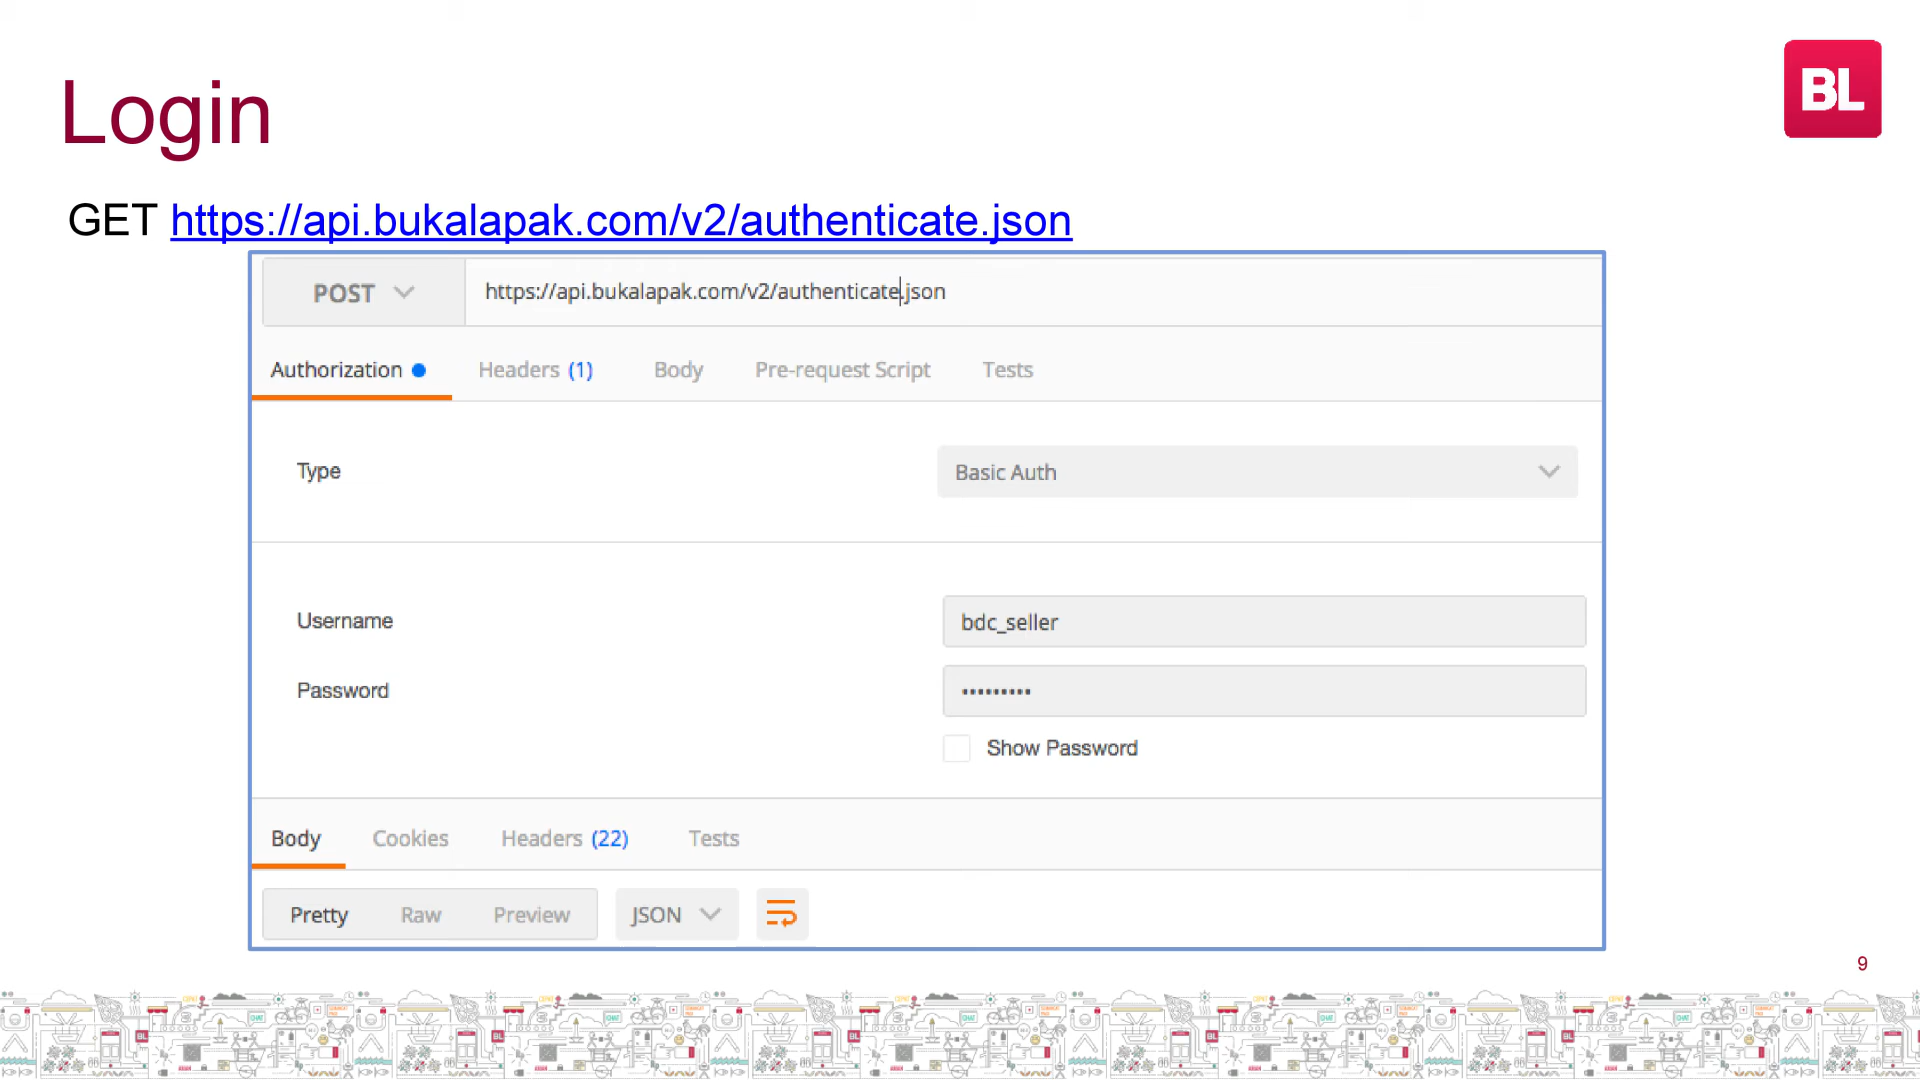 Login
BL
GET https://api.bukalapak.com/v2/authenticate.json
POST https://api.bukalapak.com/v2/authenticate.json
Authorization Headers (1) Body Pre-request Script Tests
Type Basic Auth
Username bdc_seller
Password •••••••••
Show Password
Body Cookies Headers (22) Tests
Pretty Raw Preview JSON
9